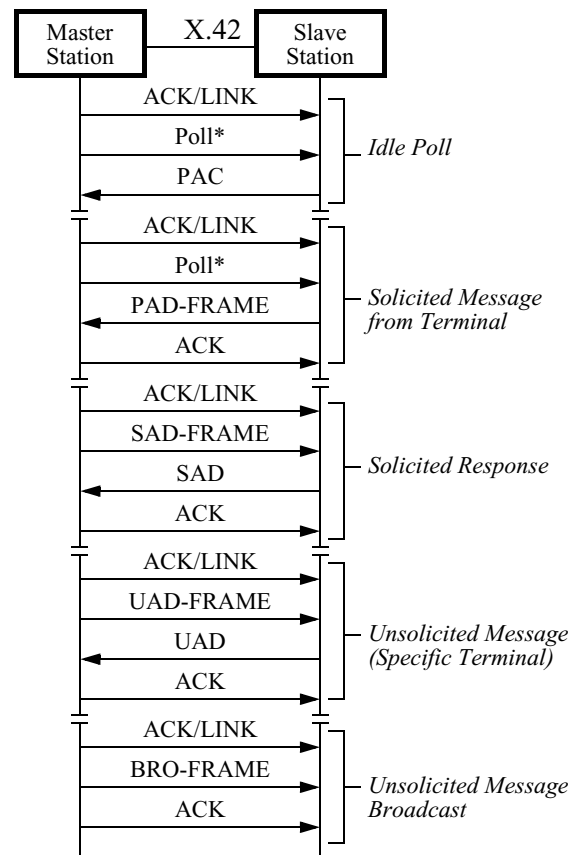 Master
Station
X.42
Slave
Station
ACK/LINK
Poll*
PAC
Idle Poll
ACK/LINK
Poll*
PAD-FRAME
ACK
Solicited Message
from Terminal
ACK/LINK
SAD-FRAME
SAD
ACK
Solicited Response
ACK/LINK
UAD-FRAME
UAD
ACK
Unsolicited Message
(Specific Terminal)
ACK/LINK
BRO-FRAME
ACK
Unsolicited Message
Broadcast